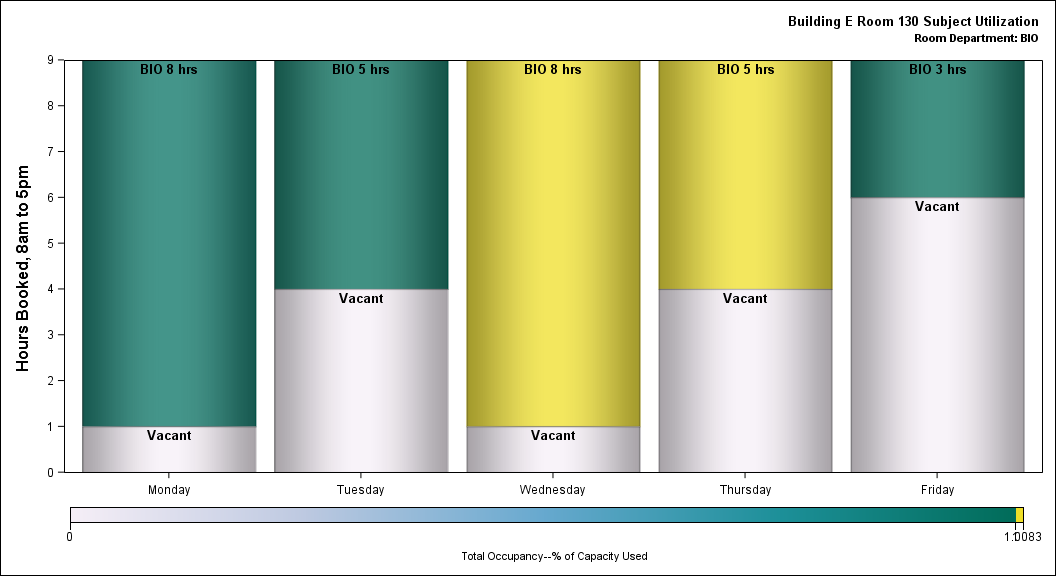 Building E Room 130 Subject Utilization
Room Department: BIO
Hours Booked, 8am to 5pm
9
8
7
6
5
4
3
2
1
0
BIO 8 hrs
BIO 5 hrs
BIO 8 hrs
BIO 5 hrs
BIO 3 hrs
Vacant
Vacant
Vacant
Vacant
Vacant
Monday
Tuesday
Wednesday
Thursday
Friday
0
1.0083
Total Occupancy--% of Capacity Used